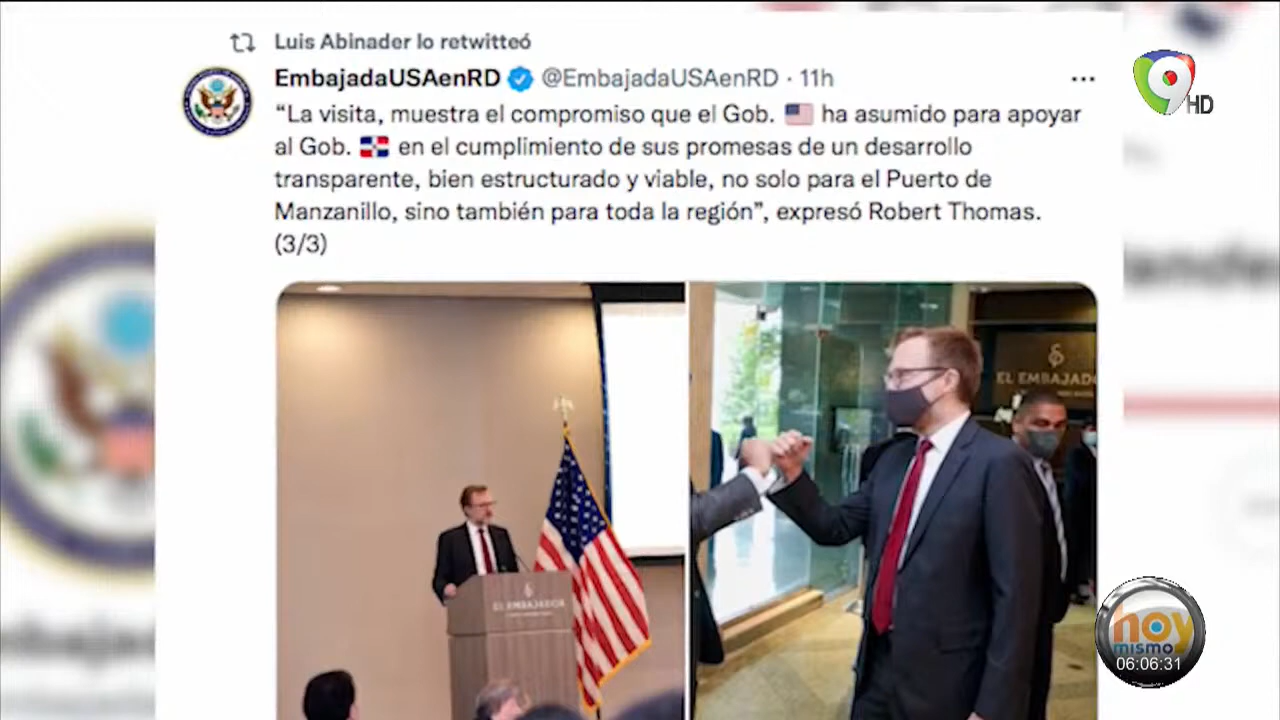 Luis Abinader lo retwitteó
EmbajadaUSAenRD @EmbajadaUSAenRD · 11h
“La visita, muestra el compromiso que el Gob. 🇺🇸 ha asumido para apoyar
al Gob. 🇩🇴 en el cumplimiento de sus promesas de un desarrollo
transparente, bien estructurado y viable, no solo para el Puerto de
Manzanillo, sino también para toda la región”, expresó Robert Thomas.
(3/3)
9 HD
EL EMBAJADO
EL EMBAJADOR
hoy
mismo
06:06:31